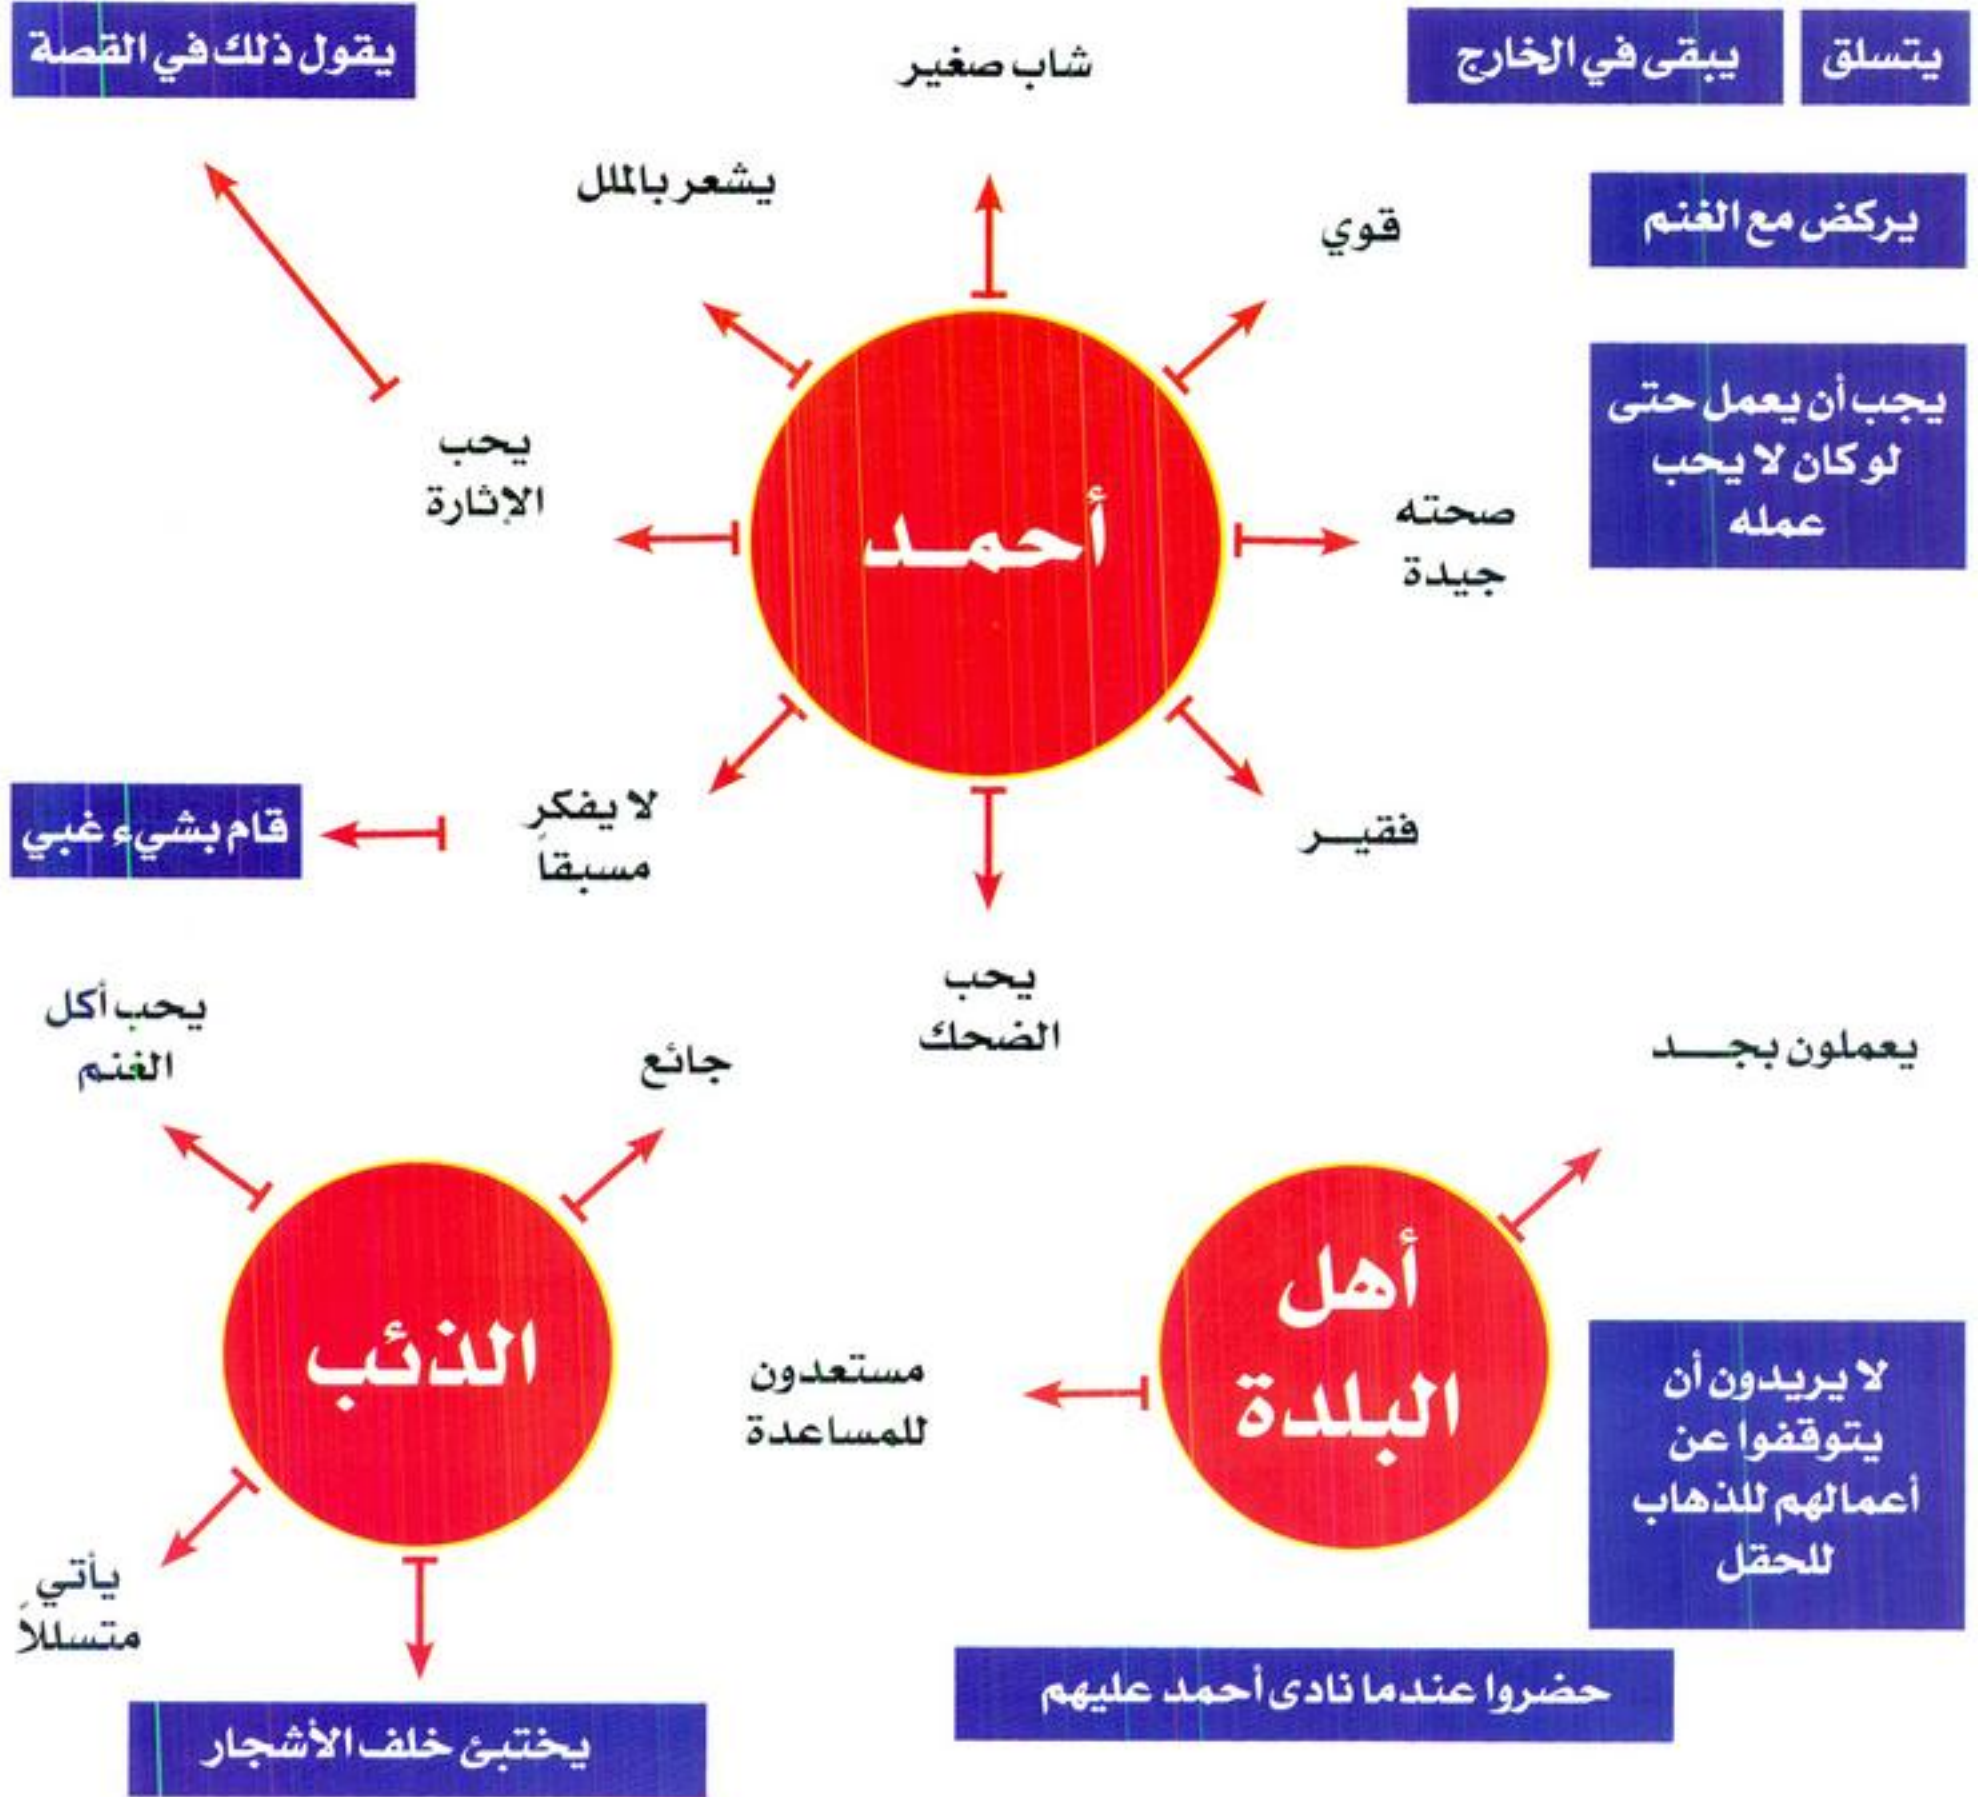 يتسلق
يبقى في الخارج
شاب صغير
يقول ذلك في القصة
يركض مع الغنم
قوي
يشعر بالملل
يجب أن يعمل حتى
لو كان لا يحب
عمله
صحته
جيدة
أحمـد
يحب
الإثارة
فقيـر
لا يفكر
مسبقاً
قام بشيء غبي
يحب
الضحك
يعملون بجـد
جائع
يحب أكل
الغنم
أهل
البلدة
مستعدون
للمساعدة
لا يريدون أن
يتوقفوا عن
أعمالهم للذهاب
للحقل
حضروا عندما نادى أحمد عليهم
الذئب
يأتي
متسللاً
يختبئ خلف الأشجار